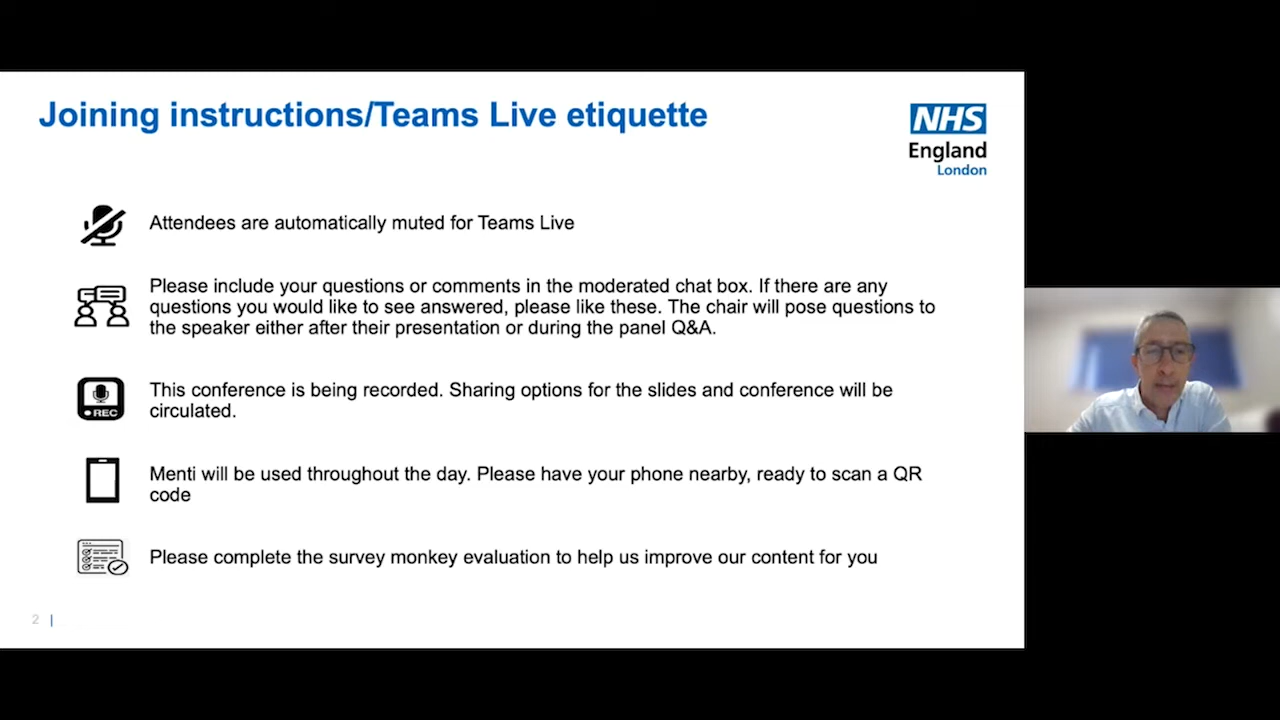 Joining instructions/Teams Live etiquette
NHS
England
London
Attendees are automatically muted for Teams Live
Please include your questions or comments in the moderated chat box. If there are any
questions you would like to see answered, please like these. The chair will pose questions to
the speaker either after their presentation or during the panel Q&A.
This conference is being recorded. Sharing options for the slides and conference will be
circulated.
REC
Menti will be used throughout the day. Please have your phone nearby, ready to scan a QR
code
Please complete the survey monkey evaluation to help us improve our content for you
2 |